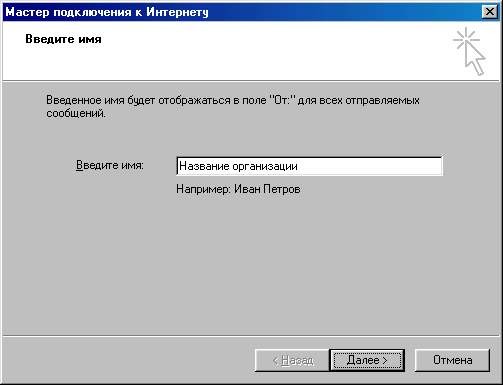 Мастер подключения к Интернету
Введите имя
Введенное имя будет отображаться в поле "От:" для всех отправляемых
сообщений.
Введите имя: Название организации
Например: Иван Петров
< Назад Далее > Отмена